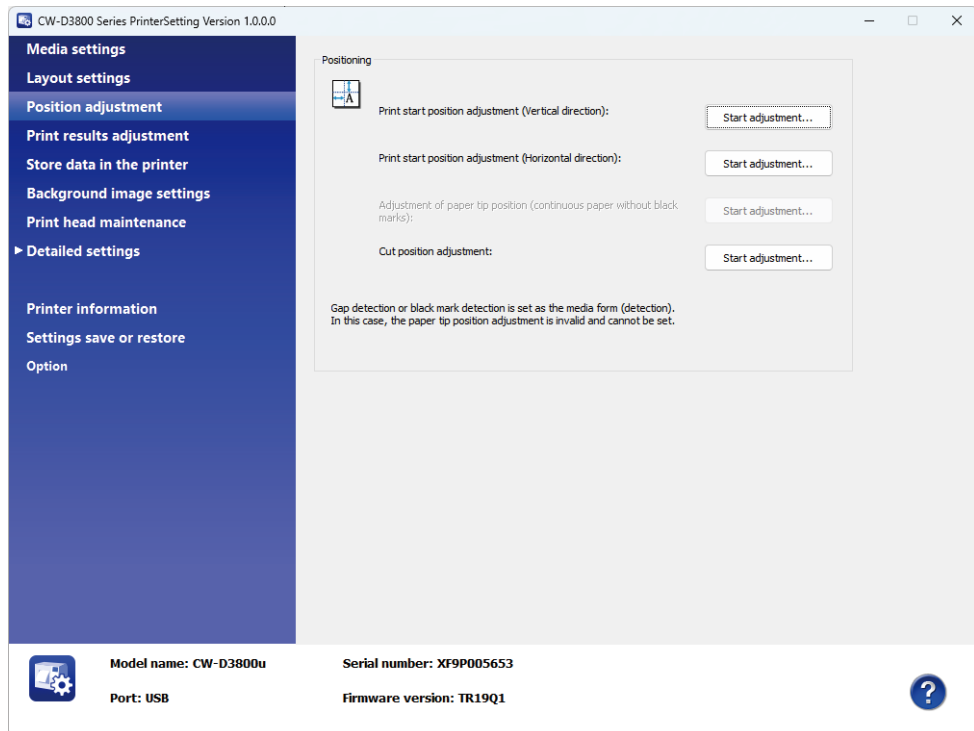 CW-D3800 Series PrinterSetting Version 1.0.0.0
Media settings
Layout settings
Position adjustment
Print results adjustment
Store data in the printer
Background image settings
Print head maintenance
Detailed settings
Printer information
Settings save or restore
Option
Positioning
A
Print start position adjustment (Vertical direction):
Start adjustment...
Print start position adjustment (Horizontal direction):
Start adjustment...
Adjustment of paper tip position (continuous paper without black
marks):
Start adjustment...
Cut position adjustment:
Start adjustment...
Gap detection or black mark detection is set as the media form (detection).
In this case, the paper tip position adjustment is invalid and cannot be set.
Model name: CW-D3800u
Serial number: XF9P005653
Port: USB
Firmware version: TR19Q1
?